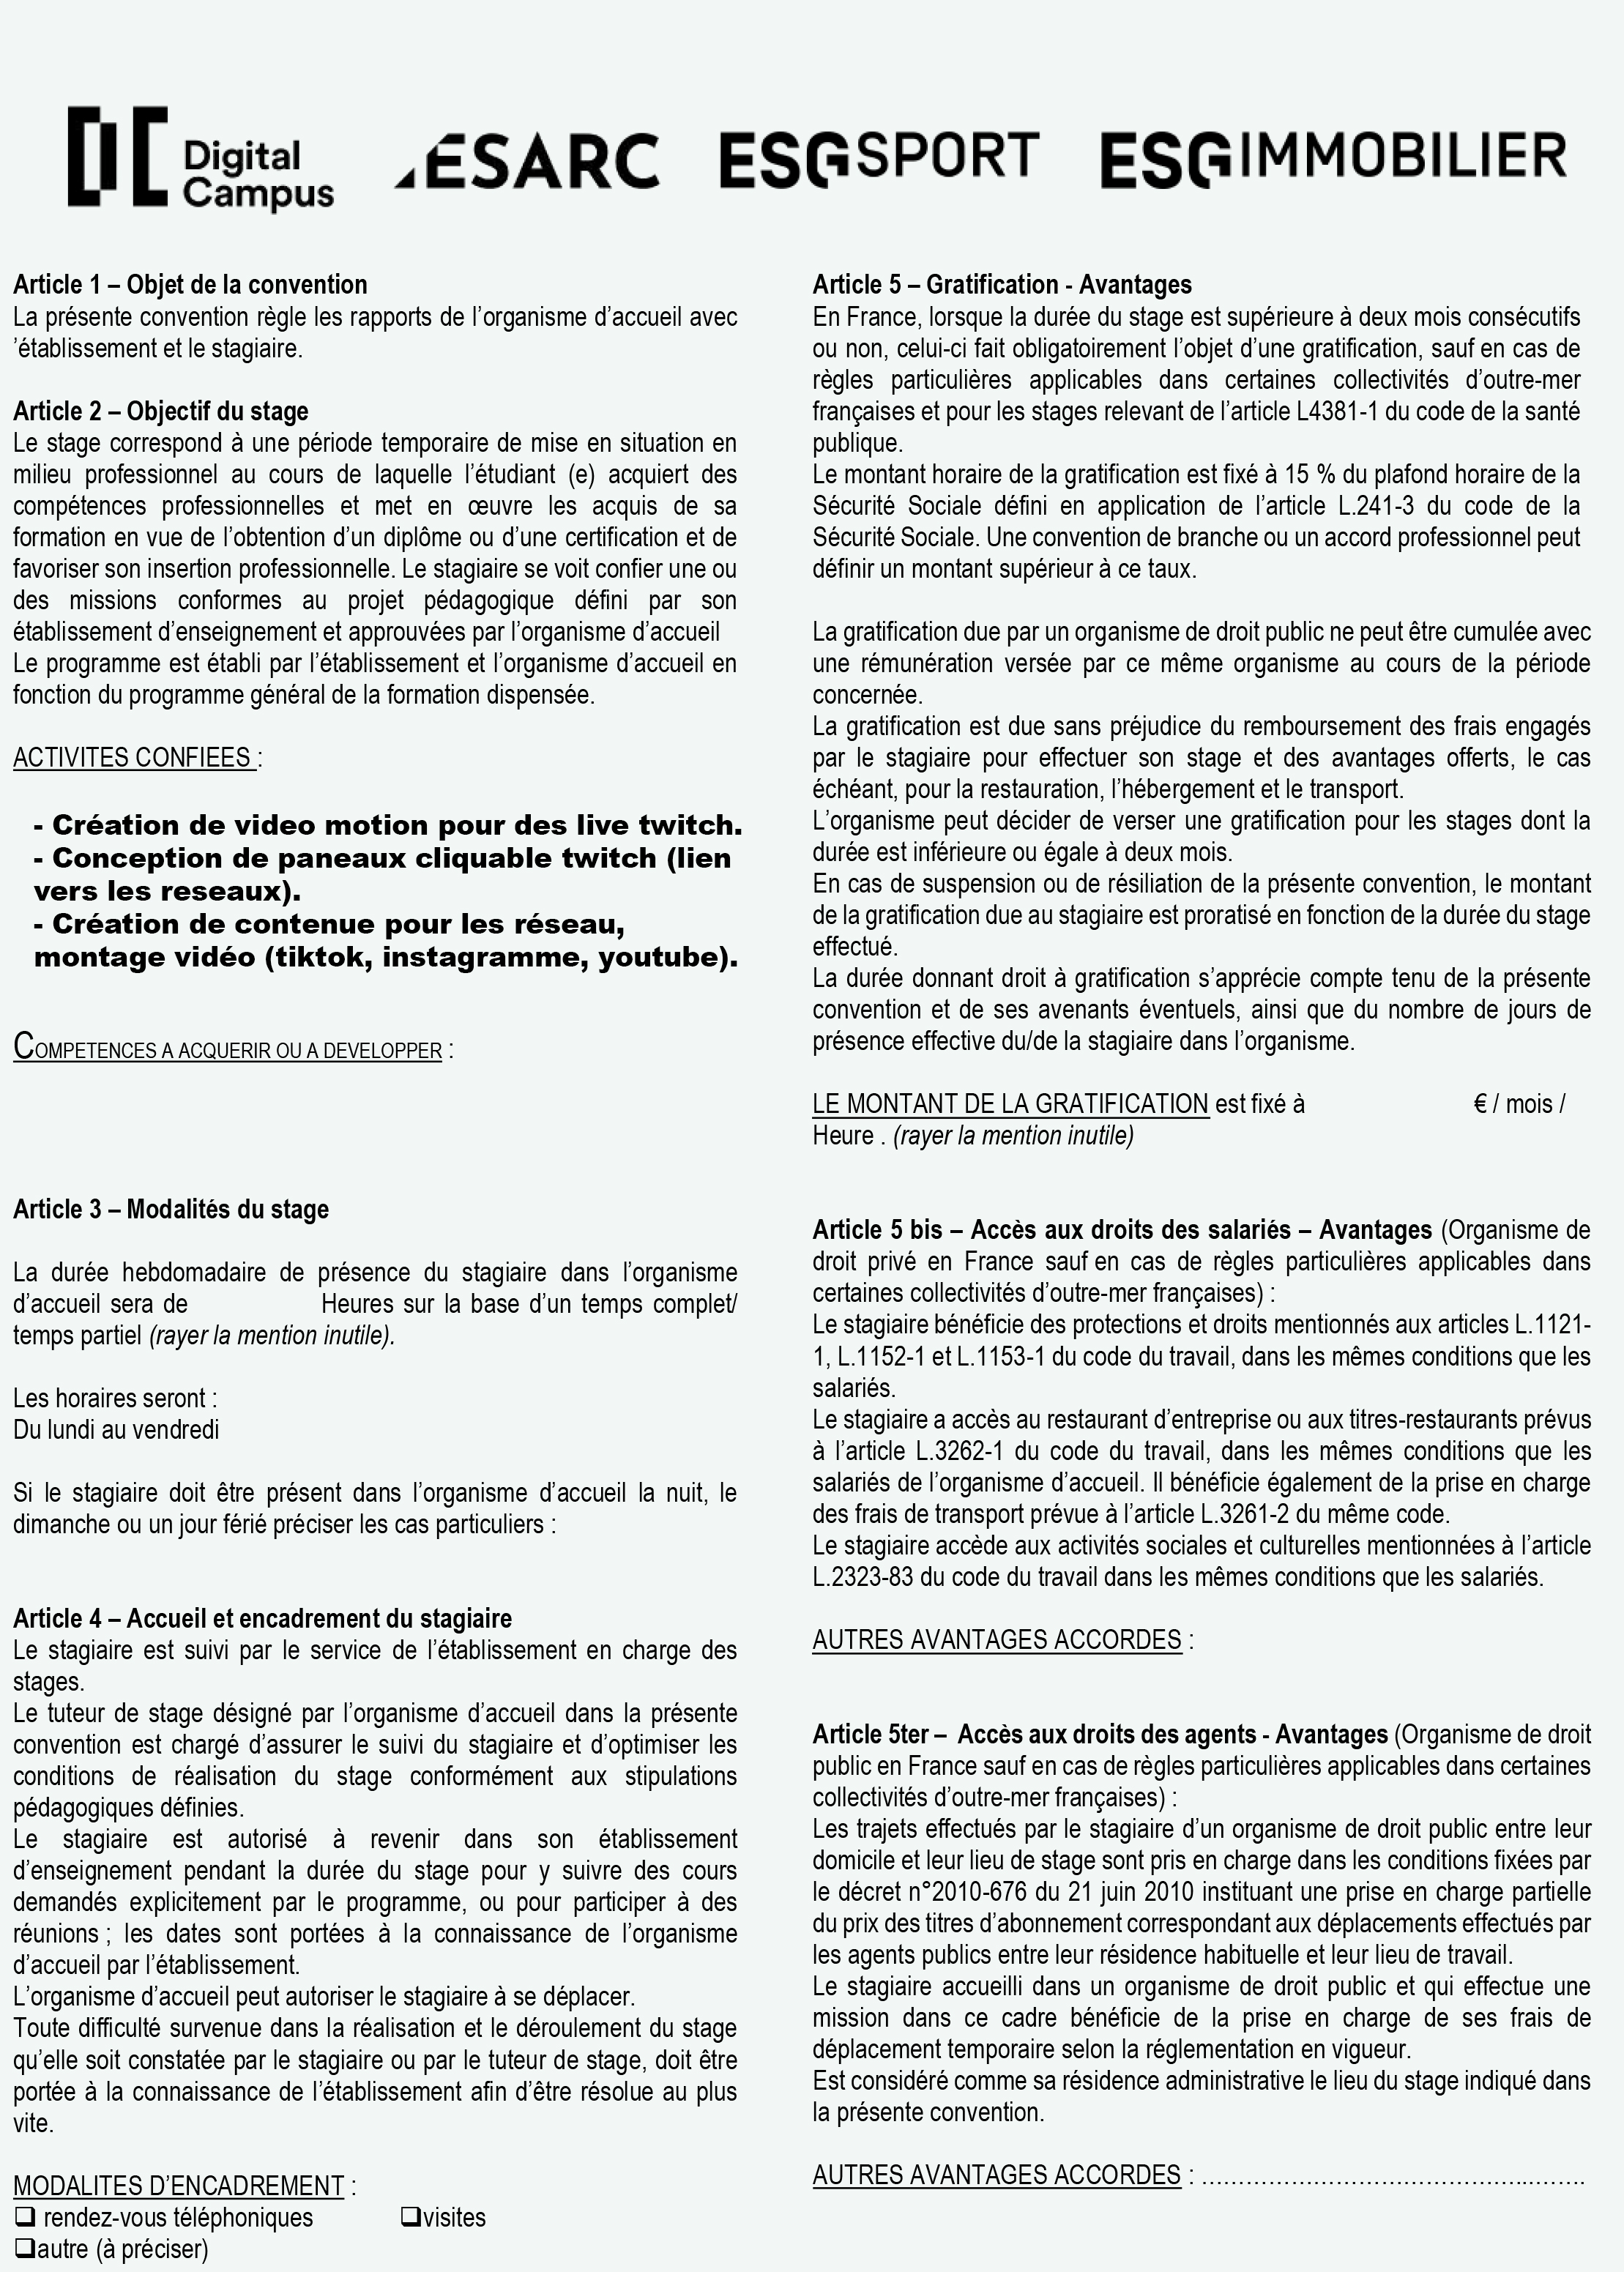 Digital
Campus
ESARC
ESGSPORT
ESGIMMOBILIER
Article 1 – Objet de la convention
La présente convention règle les rapports de l’organisme d’accueil avec
’établissement et le stagiaire.
Article 2 – Objectif du stage
Le stage correspond à une période temporaire de mise en situation en
milieu professionnel au cours de laquelle l’étudiant (e) acquiert des
compétences professionnelles et met en œuvre les acquis de sa
formation en vue de l’obtention d’un diplôme ou d’une certification et de
favoriser son insertion professionnelle. Le stagiaire se voit confier une ou
des missions conformes au projet pédagogique défini par son
établissement d’enseignement et approuvées par l’organisme d’accueil
Le programme est établi par l’établissement et l’organisme d’accueil en
fonction du programme général de la formation dispensée.
ACTIVITES CONFIEES :
- Création de video motion pour des live twitch.
- Conception de paneaux cliquable twitch (lien
vers les reseaux).
- Création de contenue pour les réseau,
montage vidéo (tiktok, instagramme, youtube).
COMPETENCES A ACQUERIR OU A DEVELOPPER :
Article 3 – Modalités du stage
La durée hebdomadaire de présence du stagiaire dans l’organisme
d’accueil sera de Heures sur la base d’un temps complet/
temps partiel (rayer la mention inutile).
Les horaires seront :
Du lundi au vendredi
Si le stagiaire doit être présent dans l’organisme d’accueil la nuit, le
dimanche ou un jour férié préciser les cas particuliers :
Article 4 – Accueil et encadrement du stagiaire
Le stagiaire est suivi par le service de l’établissement en charge des
stages.
Le tuteur de stage désigné par l’organisme d’accueil dans la présente
convention est chargé d’assurer le suivi du stagiaire et d’optimiser les
conditions de réalisation du stage conformément aux stipulations
pédagogiques définies.
Le stagiaire est autorisé à revenir dans son établissement
d’enseignement pendant la durée du stage pour y suivre des cours
demandés explicitement par le programme, ou pour participer à des
réunions ; les dates sont portées à la connaissance de l’organisme
d’accueil par l’établissement.
L’organisme d’accueil peut autoriser le stagiaire à se déplacer.
Toute difficulté survenue dans la réalisation et le déroulement du stage
qu’elle soit constatée par le stagiaire ou par le tuteur de stage, doit être
portée à la connaissance de l’établissement afin d’être résolue au plus
vite.
MODALITES D’ENCADREMENT :
❑ rendez-vous téléphoniques ❑visites
❑autre (à préciser)
Article 5 – Gratification - Avantages
En France, lorsque la durée du stage est supérieure à deux mois consécutifs
ou non, celui-ci fait obligatoirement l’objet d’une gratification, sauf en cas de
règles particulières applicables dans certaines collectivités d’outre-mer
françaises et pour les stages relevant de l’article L4381-1 du code de la santé
publique.
Le montant horaire de la gratification est fixé à 15 % du plafond horaire de la
Sécurité Sociale défini en application de l’article L.241-3 du code de la
Sécurité Sociale. Une convention de branche ou un accord professionnel peut
définir un montant supérieur à ce taux.
La gratification due par un organisme de droit public ne peut être cumulée avec
une rémunération versée par ce même organisme au cours de la période
concernée.
La gratification est due sans préjudice du remboursement des frais engagés
par le stagiaire pour effectuer son stage et des avantages offerts, le cas
échéant, pour la restauration, l’hébergement et le transport.
L’organisme peut décider de verser une gratification pour les stages dont la
durée est inférieure ou égale à deux mois.
En cas de suspension ou de résiliation de la présente convention, le montant
de la gratification due au stagiaire est proratisé en fonction de la durée du stage
effectué.
La durée donnant droit à gratification s’apprécie compte tenu de la présente
convention et de ses avenants éventuels, ainsi que du nombre de jours de
présence effective du/de la stagiaire dans l’organisme.
LE MONTANT DE LA GRATIFICATION est fixé à € / mois /
Heure . (rayer la mention inutile)
Article 5 bis – Accès aux droits des salariés – Avantages (Organisme de
droit privé en France sauf en cas de règles particulières applicables dans
certaines collectivités d’outre-mer françaises) :
Le stagiaire bénéficie des protections et droits mentionnés aux articles L.1121-
1, L.1152-1 et L.1153-1 du code du travail, dans les mêmes conditions que les
salariés.
Le stagiaire a accès au restaurant d’entreprise ou aux titres-restaurants prévus
à l’article L.3262-1 du code du travail, dans les mêmes conditions que les
salariés de l’organisme d’accueil. Il bénéficie également de la prise en charge
des frais de transport prévue à l’article L.3261-2 du même code.
Le stagiaire accède aux activités sociales et culturelles mentionnées à l’article
L.2323-83 du code du travail dans les mêmes conditions que les salariés.
AUTRES AVANTAGES ACCORDES :
Article 5ter – Accès aux droits des agents - Avantages (Organisme de droit
public en France sauf en cas de règles particulières applicables dans certaines
collectivités d’outre-mer françaises) :
Les trajets effectués par le stagiaire d’un organisme de droit public entre leur
domicile et leur lieu de stage sont pris en charge dans les conditions fixées par
le décret n°2010-676 du 21 juin 2010 instituant une prise en charge partielle
du prix des titres d’abonnement correspondant aux déplacements effectués par
les agents publics entre leur résidence habituelle et leur lieu de travail.
Le stagiaire accueilli dans un organisme de droit public et qui effectue une
mission dans ce cadre bénéficie de la prise en charge de ses frais de
déplacement temporaire selon la réglementation en vigueur.
Est considéré comme sa résidence administrative le lieu du stage indiqué dans
la présente convention.
AUTRES AVANTAGES ACCORDES : ……………………………………..…….